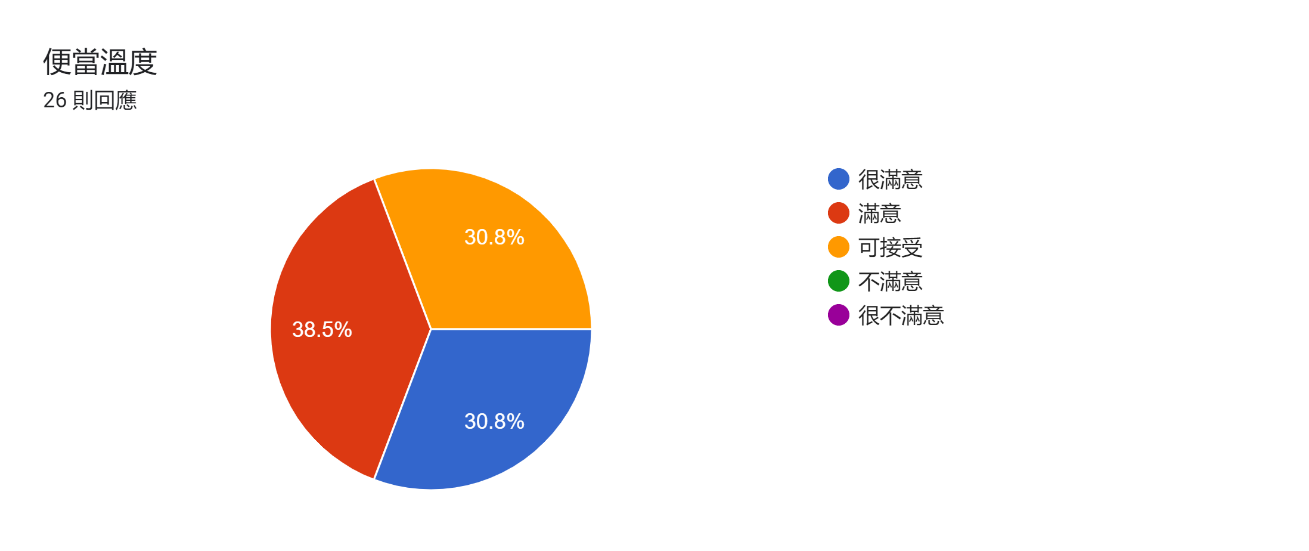 便當溫度
26 則回應
30.8%
38.5%
30.8%
很滿意
滿意
可接受
不滿意
很不滿意